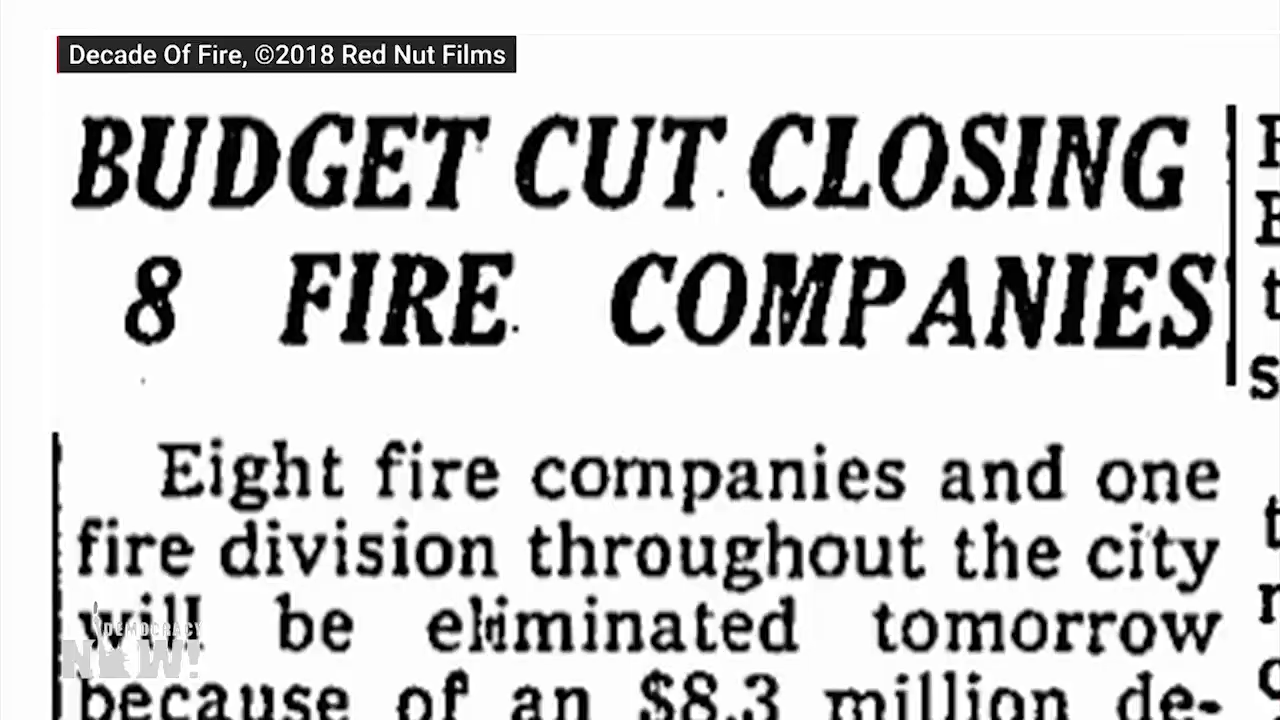 Decade Of Fire, ©2018 Red Nut Films
BUDGET CUT CLOSING
8 FIRE COMPANIES
Eight fire companies and one
fire division throughout the city
will be eliminated tomorrow
because of an $8.3 million de-
DEMOCRACY
NOW!